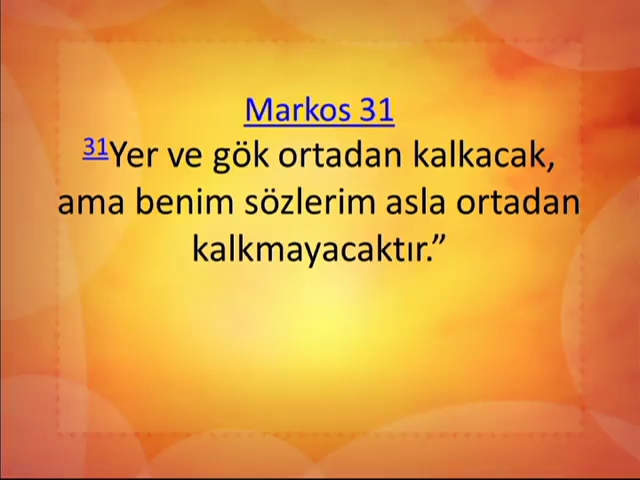 Markos 31
31Yer ve gök ortadan kalkacak,
ama benim sözlerim asla ortadan
kalkmayacaktır.”